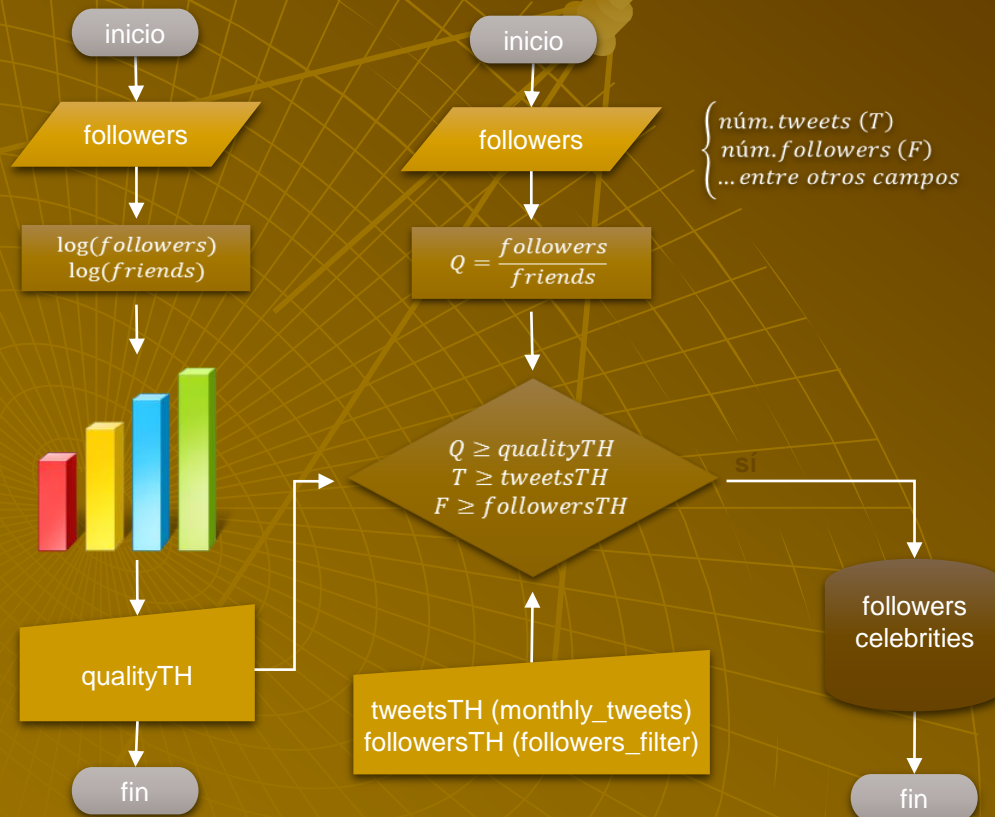 inicio
followers
log(followers)
log(friends)
qualityTH
fin
inicio
followers
Q = followers / friends
Q ≥ qualityTH
T ≥ tweetsTH
F ≥ followersTH
sí
tweetsTH (monthly_tweets)
followersTH (followers_filter)
núm.tweets (T)
núm.followers (F)
...entre otros campos
followers
celebrities
fin